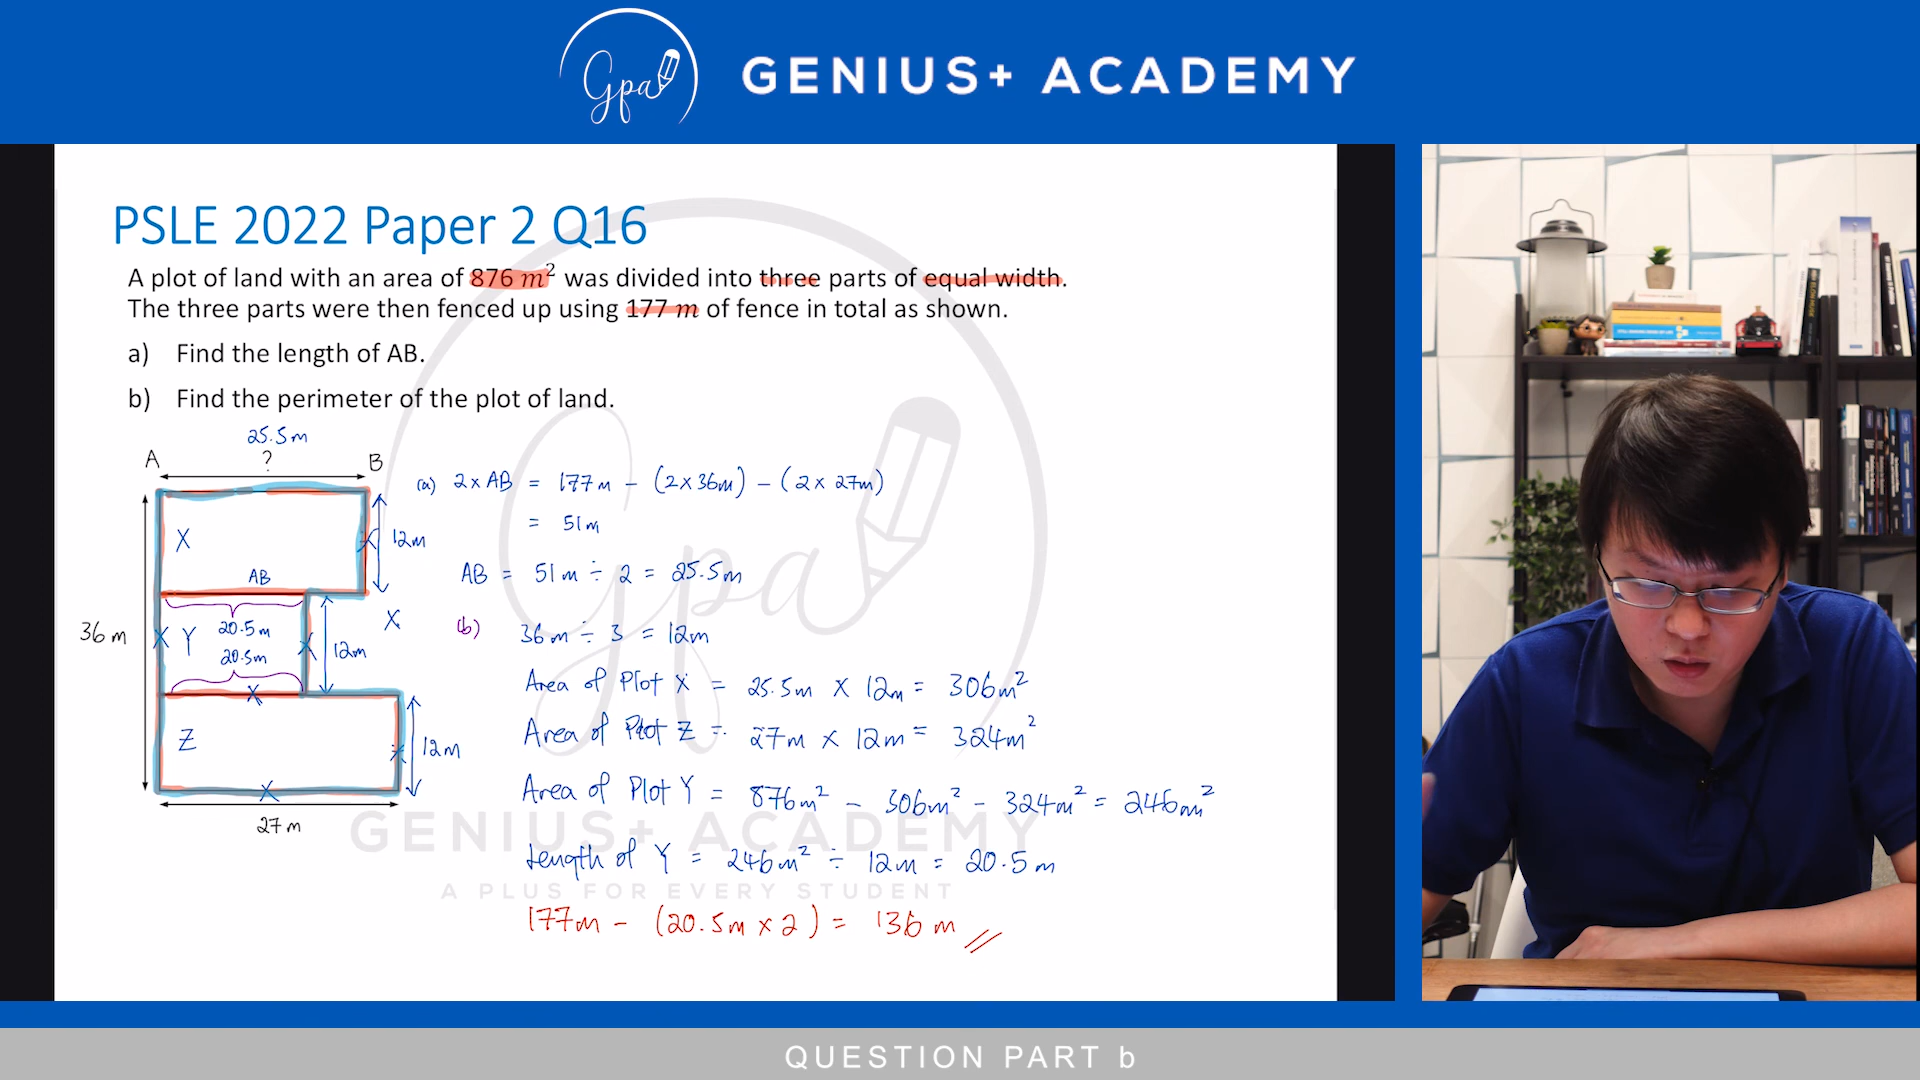 Gpa
GENIUS+ ACADEMY
PSLE 2022 Paper 2 Q16
A plot of land with an area of 876 m² was divided into three parts of equal width.
The three parts were then fenced up using 177 m of fence in total as shown.
a) Find the length of AB.
b) Find the perimeter of the plot of land.
25.5m
A ? B
(a) 2 x AB = 177m - (2x36m) - (2x 27m)
= 51m
X 12m
AB = 51m ÷ 2 = 25.5m
AB
36 m Y 20.5m 12m X
20.5m
(b) 36m ÷ 3 = 12m
Area of Plot X = 25.5m X 12m = 306m²
Area of Plot Z = 27m x 12m = 324m²
Z 12m
Area of Plot Y = 876m² - 306m² - 324m² = 246m²
27 m
Length of Y = 246m² ÷ 12m = 20.5m
177m - (20.5m x 2) = 136m
Gpa
GENIUS+ ACADEMY
A PLUS FOR EVERY STUDENT
QUESTION PART b